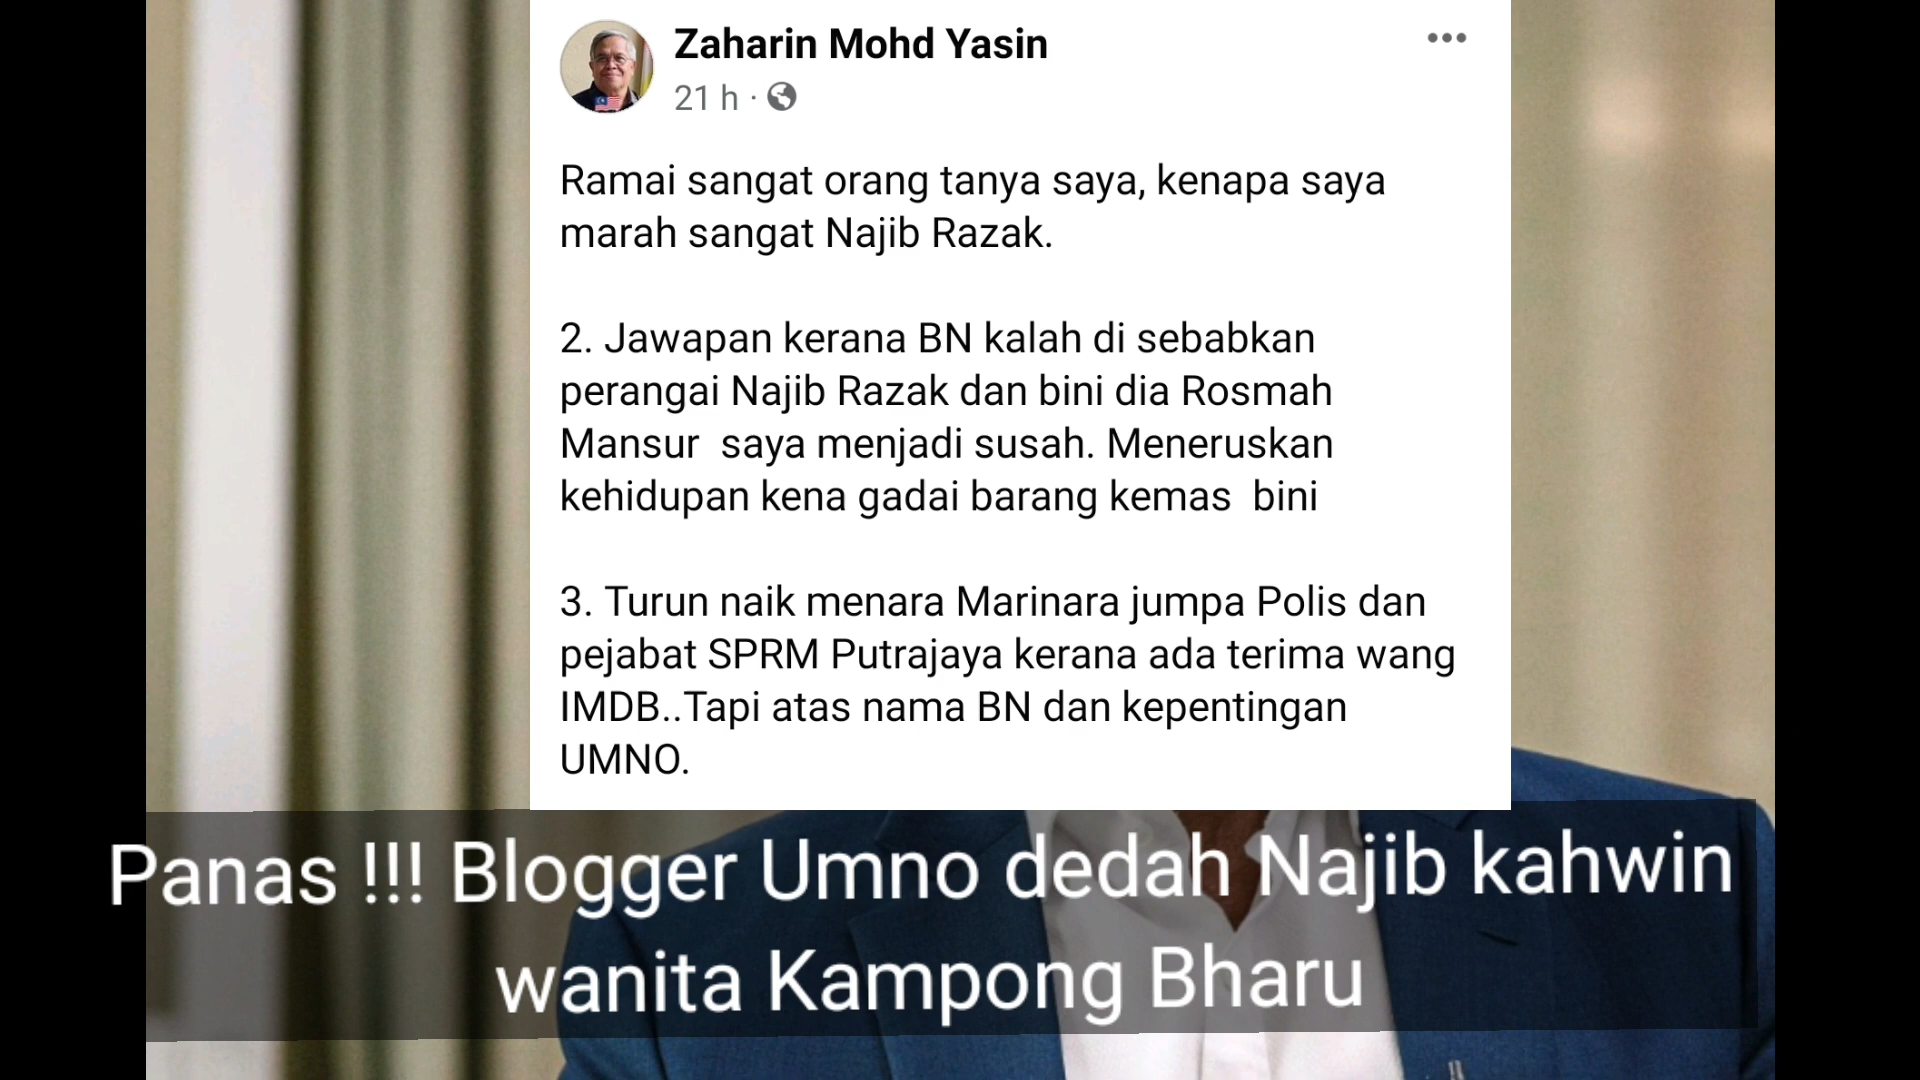 Zaharin Mohd Yasin
21 h ·
Ramai sangat orang tanya saya, kenapa saya
marah sangat Najib Razak.
2. Jawapan kerana BN kalah di sebabkan
perangai Najib Razak dan bini dia Rosmah
Mansur  saya menjadi susah. Meneruskan
kehidupan kena gadai barang kemas  bini
3. Turun naik menara Marinara jumpa Polis dan
pejabat SPRM Putrajaya kerana ada terima wang
IMDB..Tapi atas nama BN dan kepentingan
UMNO.
Panas !!! Blogger Umno dedah Najib kahwin
wanita Kampong Bharu